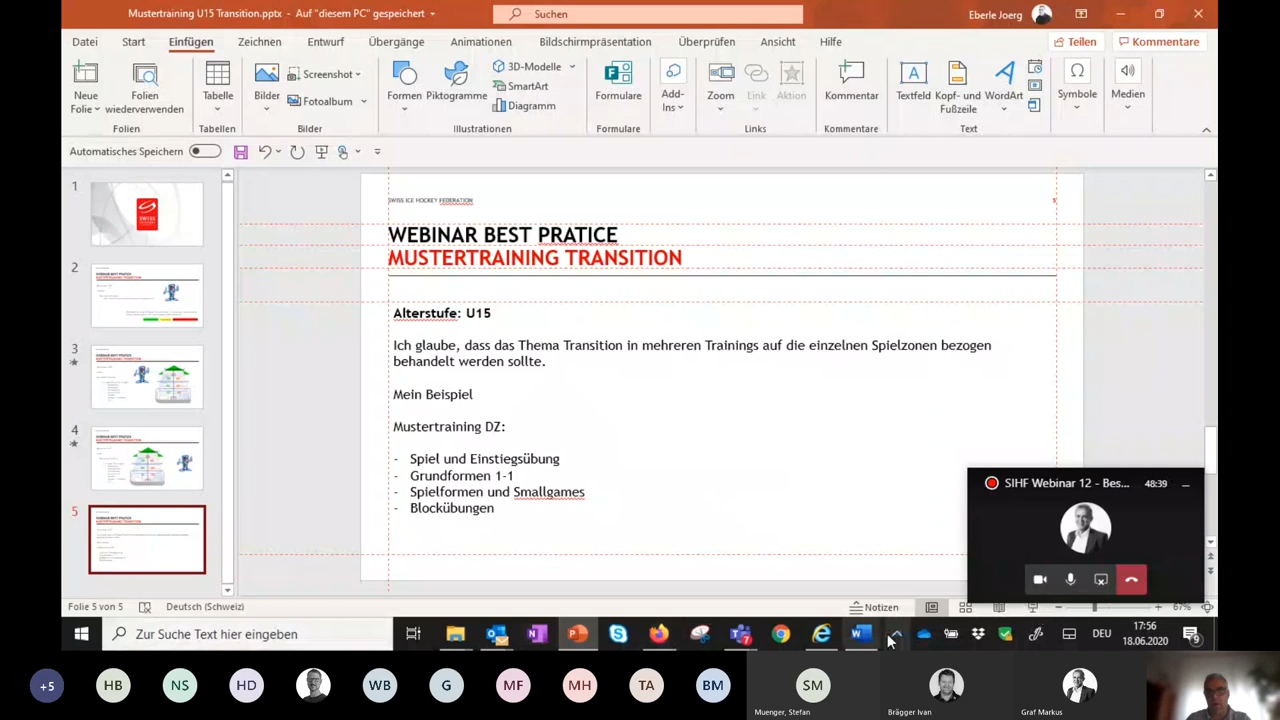 Mustertraining U15 Transition.pptx - Auf "diesem PC" gespeichert
Suchen
Eberle Joerg
Datei Start Einfügen Zeichnen Entwurf Übergänge Animationen Bildschirmpräsentation Überprüfen Ansicht Hilfe
Teilen
Kommentare
Neue Folie
Folien wiederverwenden
Tabelle
Bilder
Screenshot
Fotoalbum
Formen
Piktogramme
3D-Modelle
SmartArt
Diagramm
Formulare
Add-Ins
Zoom
Link
Aktion
Kommentar
Textfeld
Kopf- und Fußzeile
WordArt
Symbole
Medien
Folien Tabellen Bilder Illustrationen Formulare Links Kommentare Text
Automatisches Speichern
1
2
3
4
5
SWISS ICE HOCKEY FEDERATION
5
WEBINAR BEST PRATICE
MUSTERTRAINING TRANSITION
Alterstufe: U15
Ich glaube, dass das Thema Transition in mehreren Trainings auf die einzelnen Spielzonen bezogen
behandelt werden sollte.
Mein Beispiel
Mustertraining DZ:
- Spiel und Einstiegsübung
- Grundformen 1-1
- Spielformen und Smallgames
- Blockübungen
SIHF Webinar 12 - Bes... 48:39
Folie 5 von 5
Deutsch (Schweiz)
Notizen
67%
Zur Suche Text hier eingeben
DEU
17:56
18.06.2020
+5 HB NS HD WB G MF MH TA BM SM
Muenger, Stefan
Brägger Ivan
Graf Markus